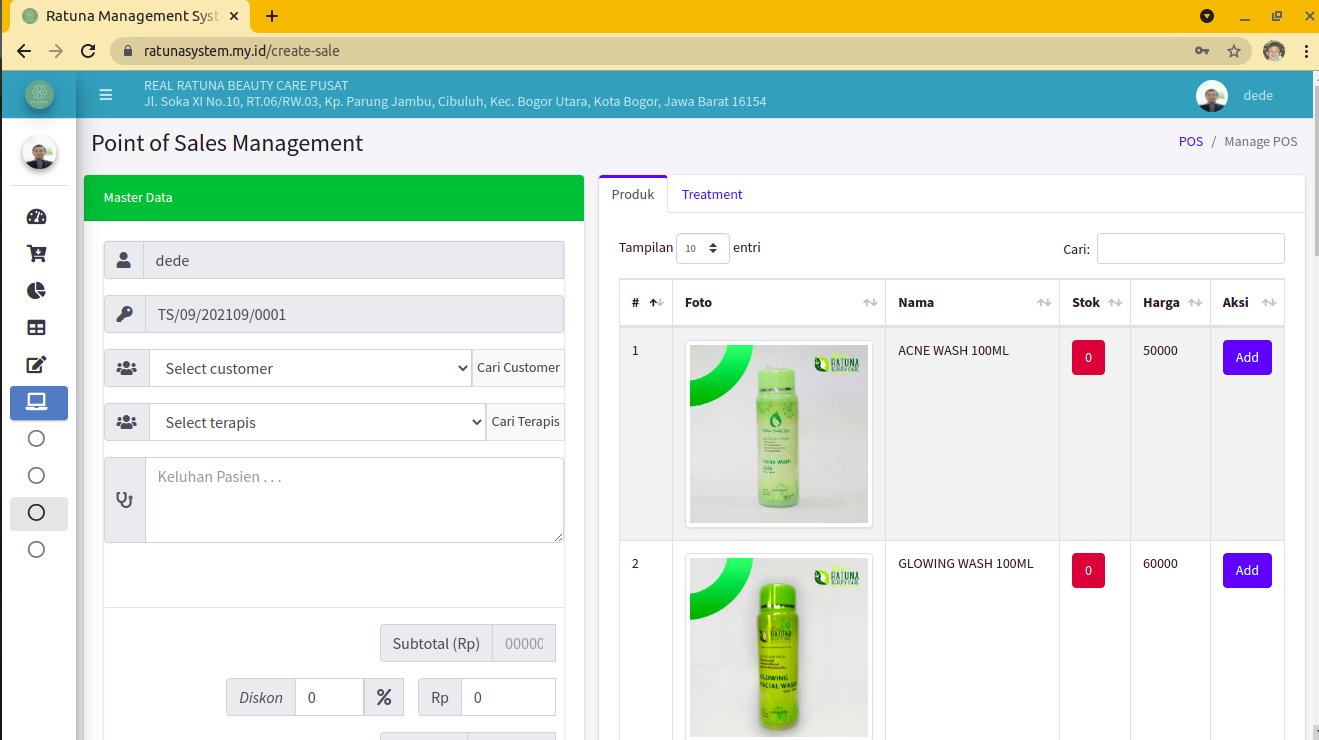 Ratuna Management Syst
ratunasystem.my.id/create-sale
REAL RATUNA BEAUTY CARE PUSAT
Jl. Soka XI No.10, RT.06/RW.03, Kp. Parung Jambu, Cibuluh, Kec. Bogor Utara, Kota Bogor, Jawa Barat 16154
dede
Point of Sales Management
POS / Manage POS
Master Data
dede
TS/09/202109/0001
Select customer
Cari Customer
Select terapis
Cari Terapis
Keluhan Pasien . . .
Subtotal (Rp)
00000
Diskon
0
%
Rp
0
Produk
Treatment
Tampilan 10 entri
Cari:
# Foto Nama Stok Harga Aksi
1
RATUNA
BEAUTY CARE
Acne Wash
ACNE WASH 100ML
0
50000
Add
2
RATUNA
BEAUTY CARE
RATUNA
GLOWING
FACIAL WASH
GLOWING WASH 100ML
0
60000
Add